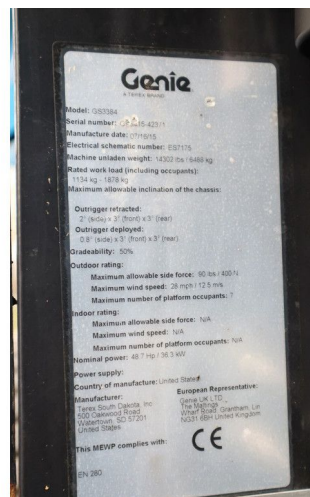 Genie
A TEREX BRAND
Model: GS3384
Serial number:
Manufacture date: 07/16/15
Electrical schematic number: ES1175
Machine unladen weight: 14302 lbs / 6488 kg
Rated work load (including occupants):
1134 kg - 1878 kg
Maximum allowable inclination of the chassis:
Outrigger retracted:
2° (side) x 3° (front) x 3° (rear)
Outrigger deployed:
0.8° (side) x 3° (front) x 3° (rear)
Gradeability: 50%
Outdoor rating:
Maximum allowable side force: 90 lbs / 400 N
Maximum wind speed: 28 mph / 12.5 m/s
Maximum number of platform occupants: 7
Indoor rating:
Maximum allowable side force: N/A
Maximum wind speed: N/A
Maximum number of platform occupants: N/A
Nominal power: 48.7 Hp / 36.3 kW
Power supply:
Country of manufacture: United States
Manufacturer:
Terex South Dakota, Inc
500 Oakwood Road
Watertown, SD 57201
United States
European Representative:
Genie UK LTD
The Maltings
Wharf Road, Grantham, Lin
NG31 6BH United Kingdom
This MEWP complies with:
CE
EN 280